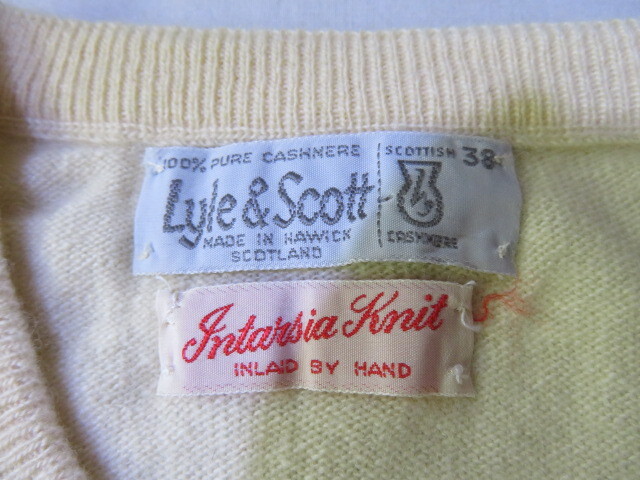 100% PURE CASHMERE
Lyle & Scott
MADE IN HAWICK
SCOTLAND
SCOTTISH 38
CASHMERE
Intarsia Knit
INLAID BY HAND